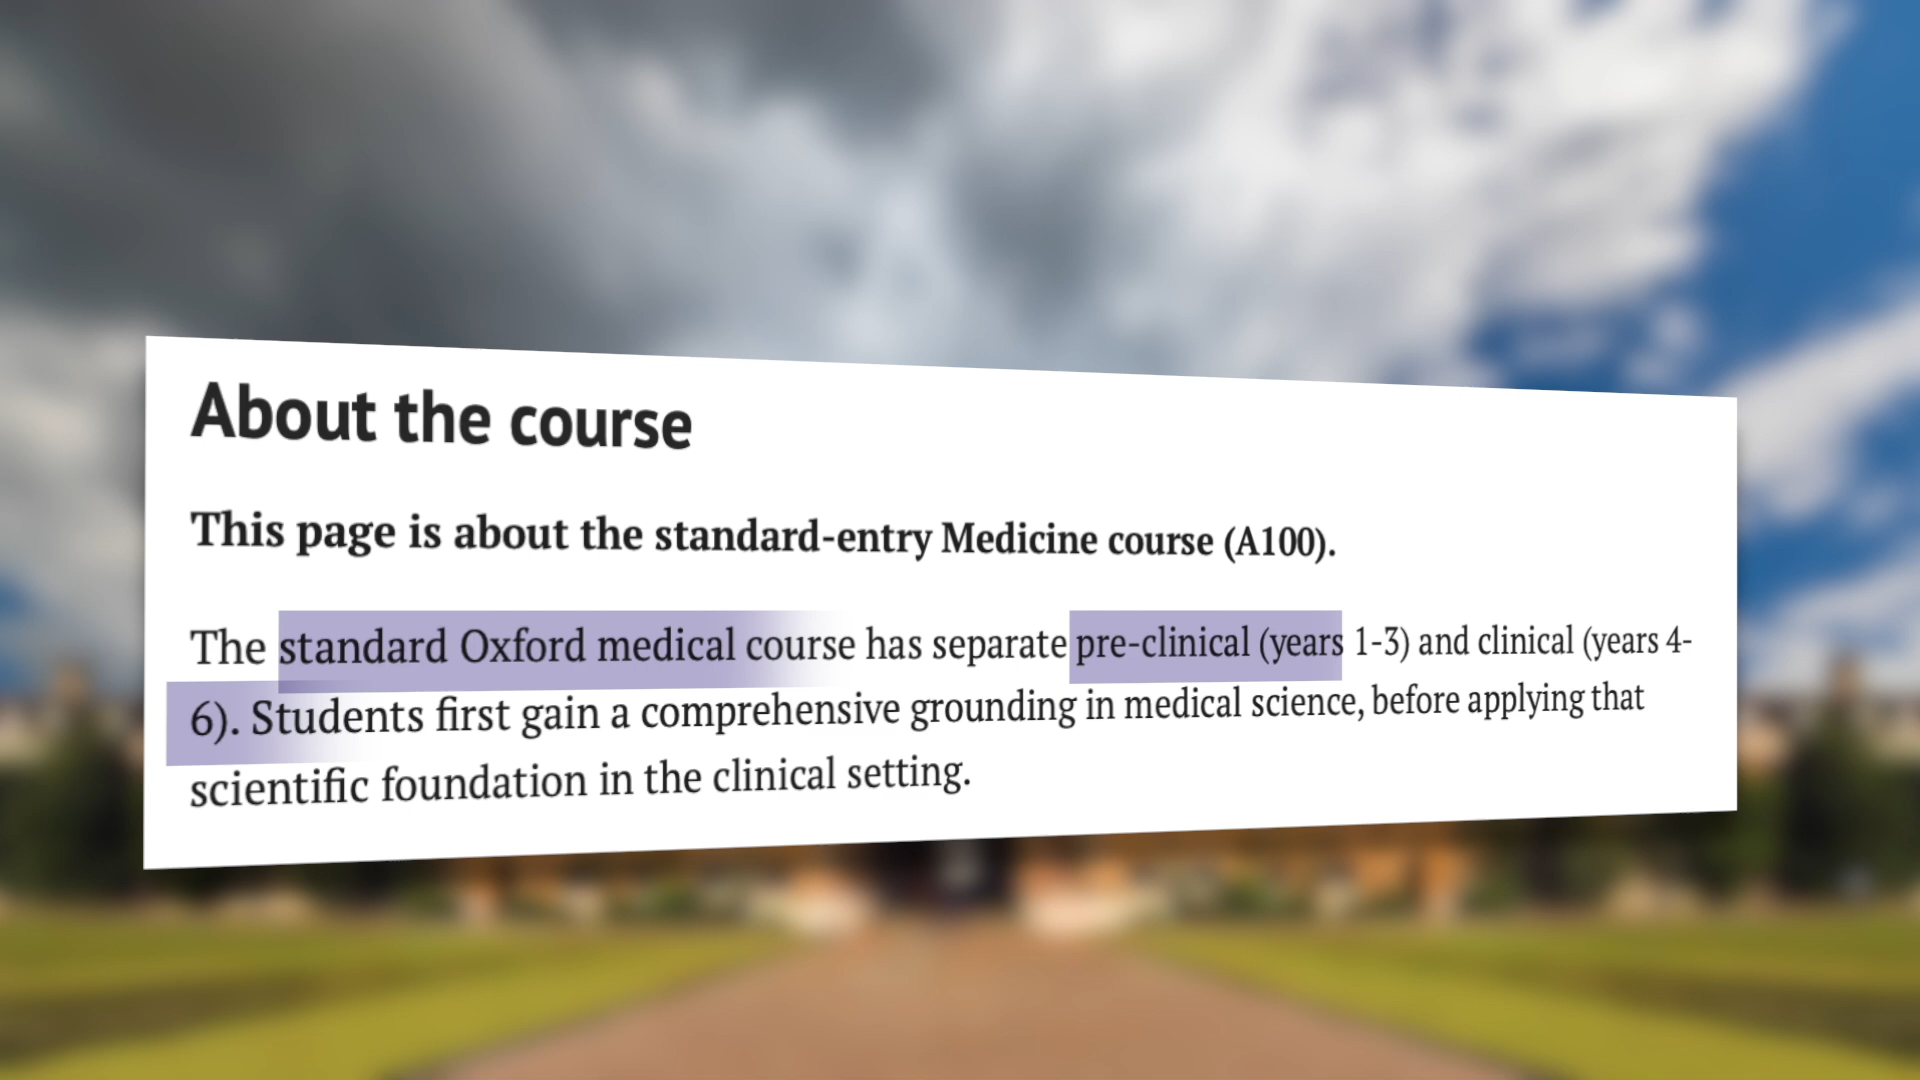 About the course
This page is about the standard-entry Medicine course (A100).
The standard Oxford medical course has separate pre-clinical (years 1-3) and clinical (years 4-
6). Students first gain a comprehensive grounding in medical science, before applying that
scientific foundation in the clinical setting.